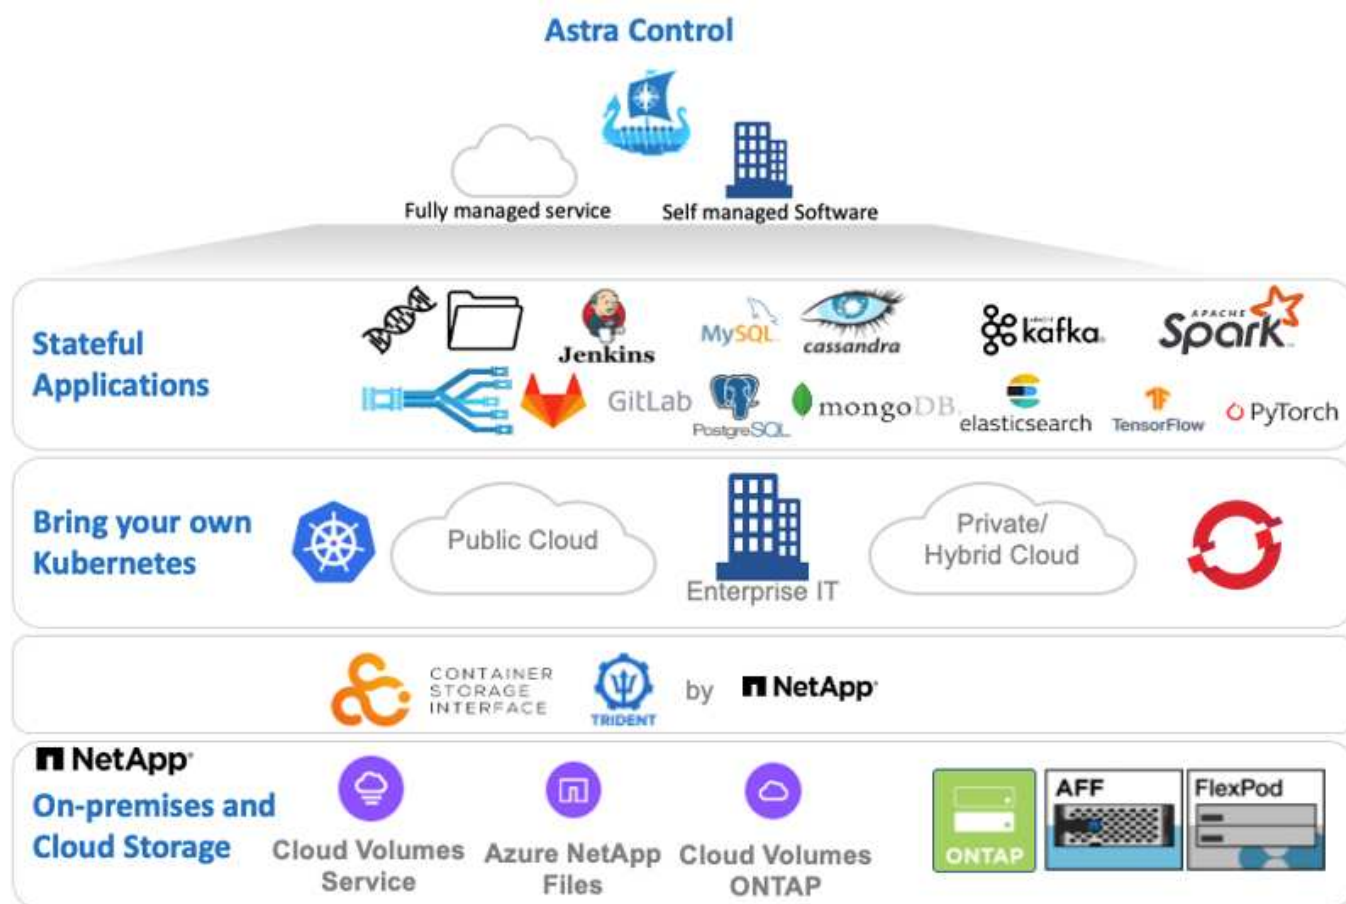 Astra Control
Fully managed service
Self managed Software
Stateful
Applications
Jenkins
MySQL
cassandra
kafka
APACHE
Spark
GitLab
PostgreSQL
mongoDB
elasticsearch
TensorFlow
PyTorch
Bring your own
Kubernetes
Public Cloud
Enterprise IT
Private/
Hybrid Cloud
CONTAINER
STORAGE
INTERFACE
TRIDENT
by
NetApp
NetApp
On-premises and
Cloud Storage
Cloud Volumes
Service
Azure NetApp
Files
Cloud Volumes
ONTAP
ONTAP
AFF
FlexPod